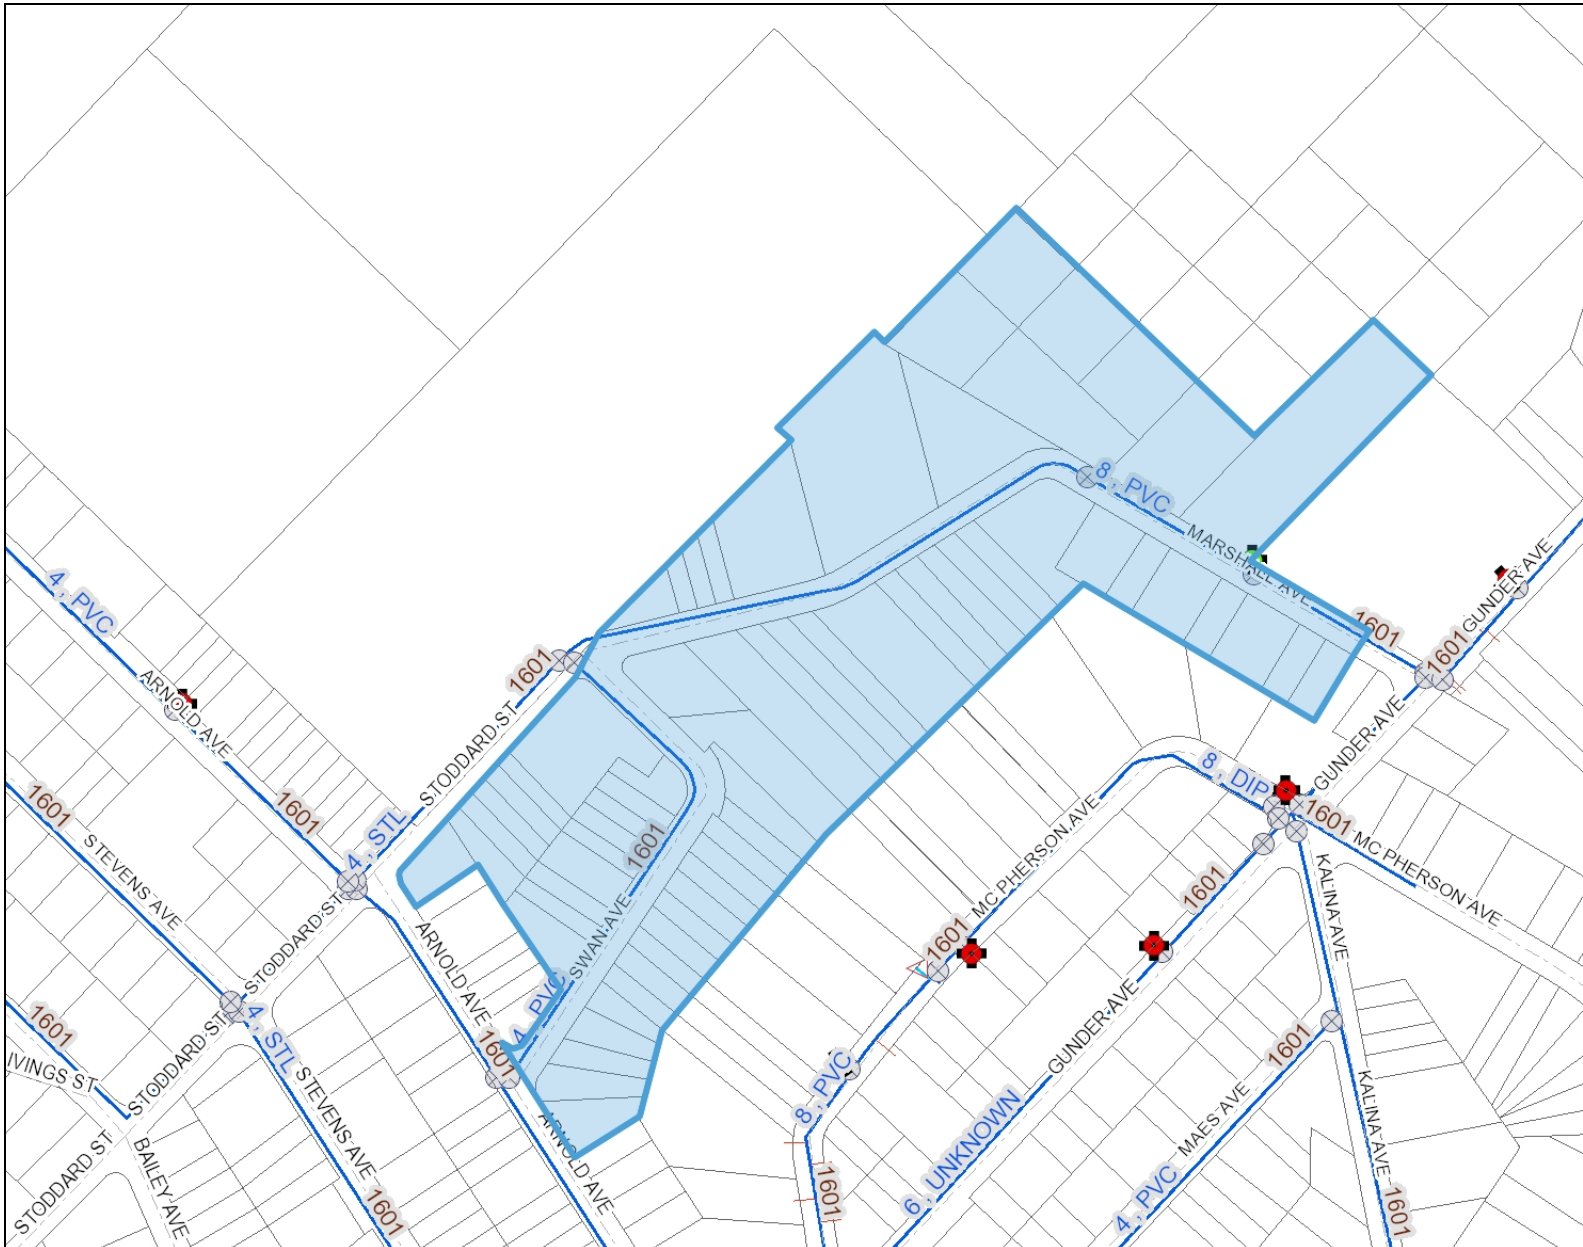 8 , PVC
MARSHALL AVE
1601
GUNDER AVE
1601
4 , PVC
ARNOLD AVE
1601
1601
STODDARD ST
4 , STL
1601
STEVENS AVE
STODDARD ST
ARNOLD AVE
1601
SWAN AVE
4 , PVC
1601
ARNOLD AVE
8 , DIP
GUNDER AVE
1601
MC PHERSON AVE
MC PHERSON AVE
1601
1601
KALINA AVE
1601
IVINGS ST
STODDARD ST
4 , STL
STEVENS AVE
1601
STODDARD ST
BAILEY AVE
8 , PVC
1601
GUNDER AVE
6 , UNKNOWN
1601
MAES AVE
4 , PVC
KALINA AVE
1601